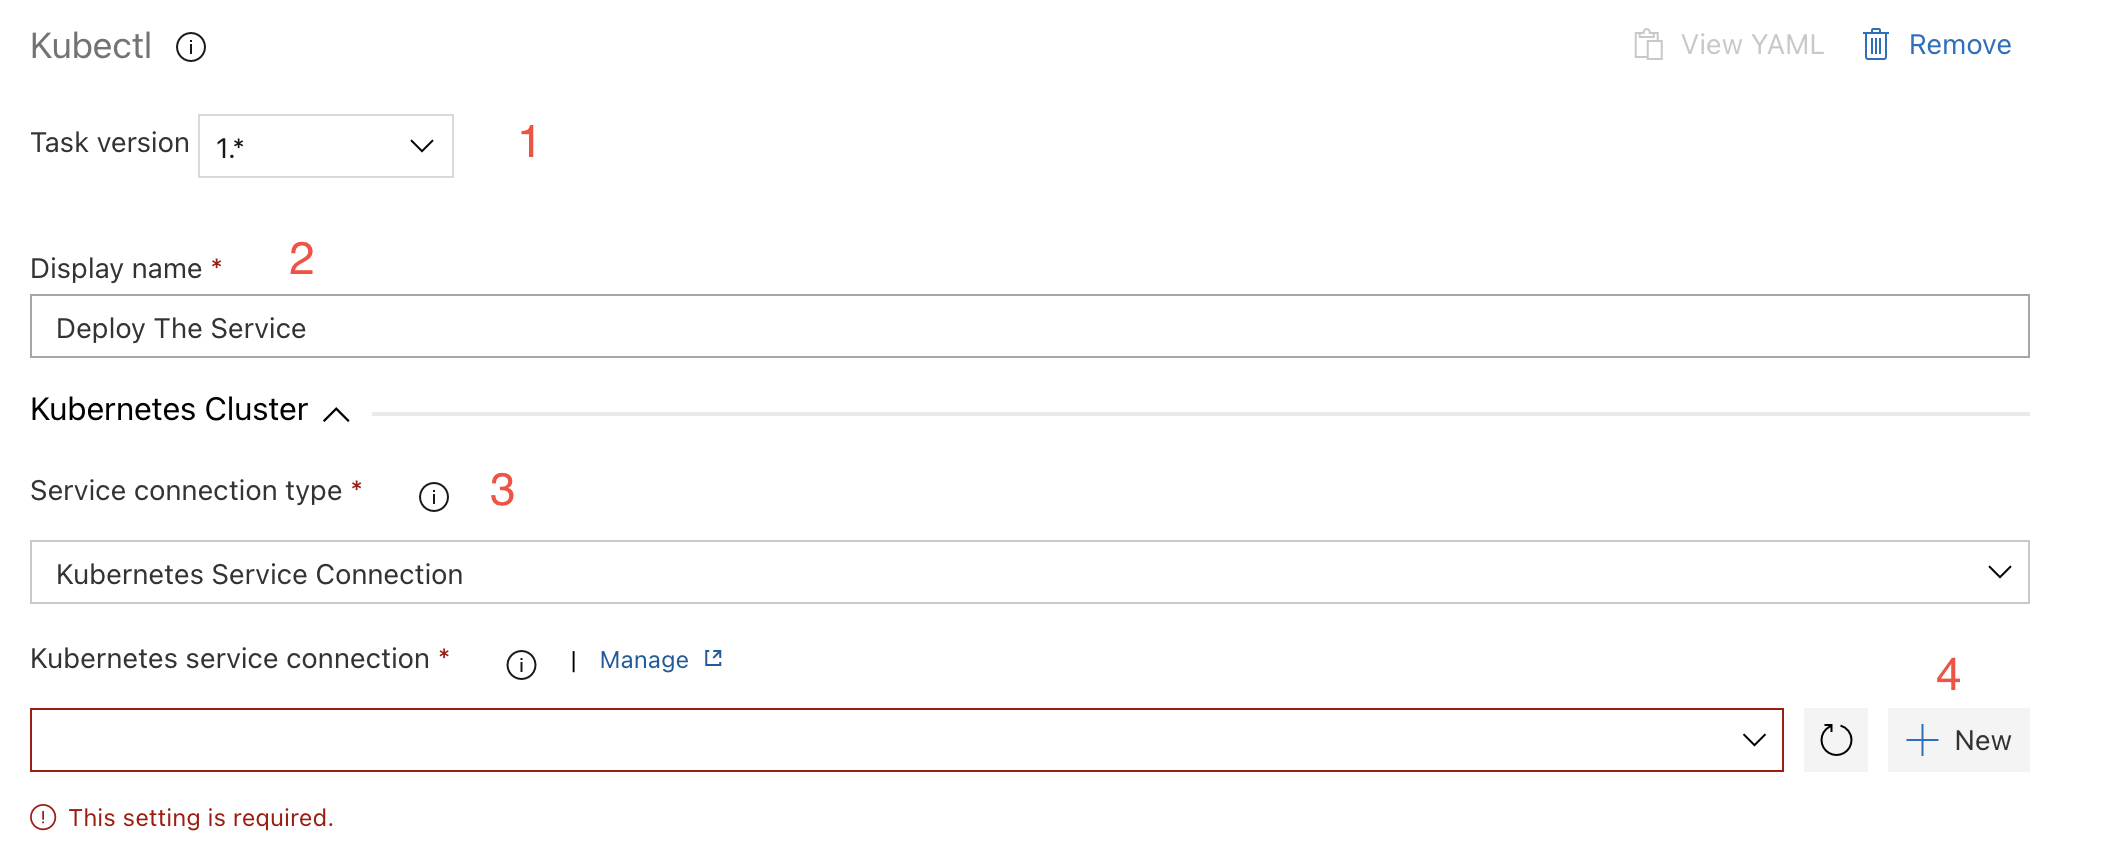 Kubectl View YAML Remove
Task version 1.* 1
Display name * 2
Deploy The Service
Kubernetes Cluster
Service connection type * 3
Kubernetes Service Connection
Kubernetes service connection * | Manage
4
New
This setting is required.